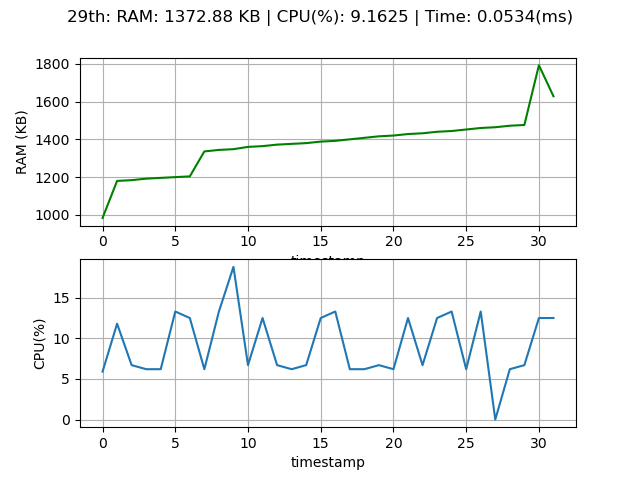 29th: RAM: 1372.88 KB | CPU(%): 9.1625 | Time: 0.0534(ms)
RAM (KB)
1800
1600
1400
1200
1000
0 5 10 15 20 25 30
timestamp
CPU(%)
15
10
5
0
0 5 10 15 20 25 30
timestamp